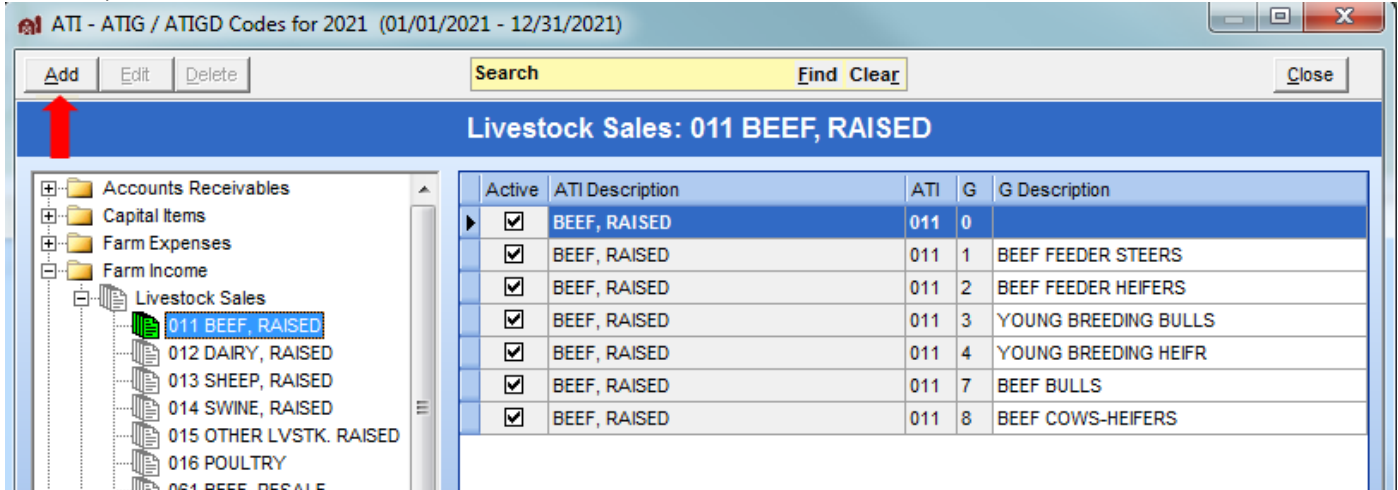 ATI - ATIG / ATIGD Codes for 2021 (01/01/2021 - 12/31/2021)
Add Edit Delete Search Find Clear Close
Livestock Sales: 011 BEEF, RAISED
Accounts Receivables
Capital Items
Farm Expenses
Farm Income
Livestock Sales
011 BEEF, RAISED
012 DAIRY, RAISED
013 SHEEP, RAISED
014 SWINE, RAISED
015 OTHER LVSTK. RAISED
016 POULTRY
061 BEEF, RESALE
Active ATI Description ATI G G Description
BEEF, RAISED 011 0
BEEF, RAISED 011 1 BEEF FEEDER STEERS
BEEF, RAISED 011 2 BEEF FEEDER HEIFERS
BEEF, RAISED 011 3 YOUNG BREEDING BULLS
BEEF, RAISED 011 4 YOUNG BREEDING HEIFR
BEEF, RAISED 011 7 BEEF BULLS
BEEF, RAISED 011 8 BEEF COWS-HEIFERS